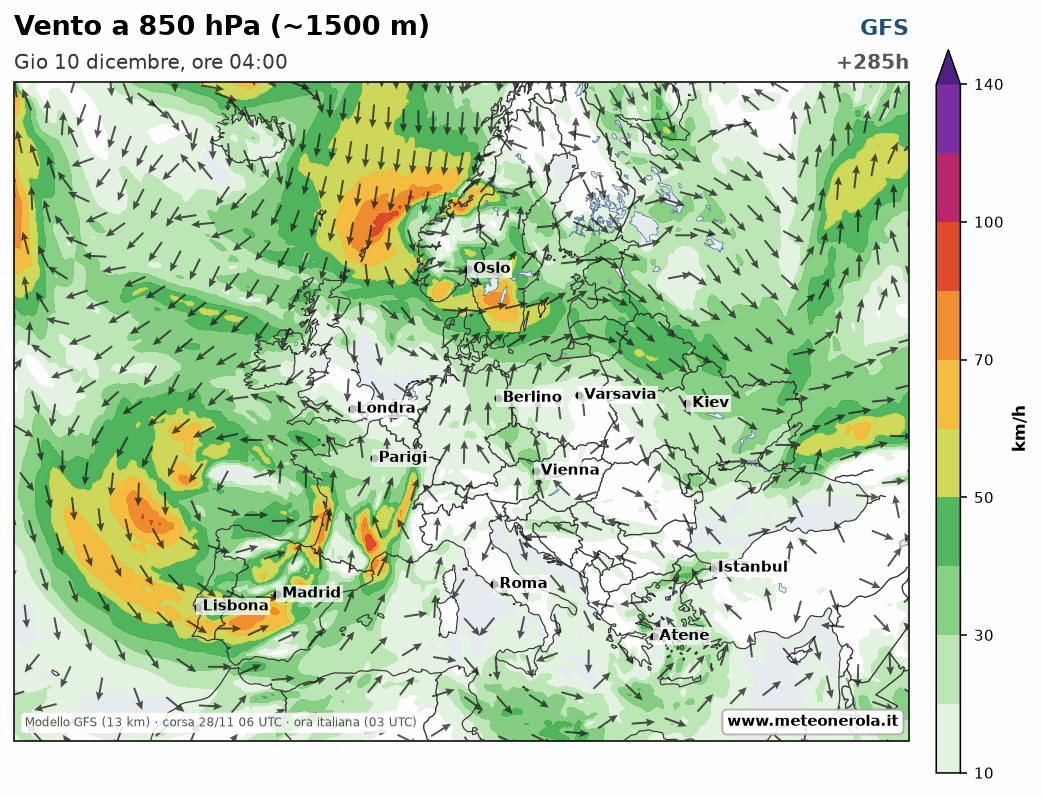 Vento a 850 hPa (~1500 m)
GFS
Gio 10 dicembre, ore 04:00
+285h
140
100
70
50
30
10
km/h
Oslo
Berlino
Varsavia
Kiev
Londra
Parigi
Vienna
Istanbul
Roma
Madrid
Lisbona
Atene
Modello GFS (13 km) · corsa 28/11 06 UTC · ora italiana (03 UTC)
www.meteonerola.it